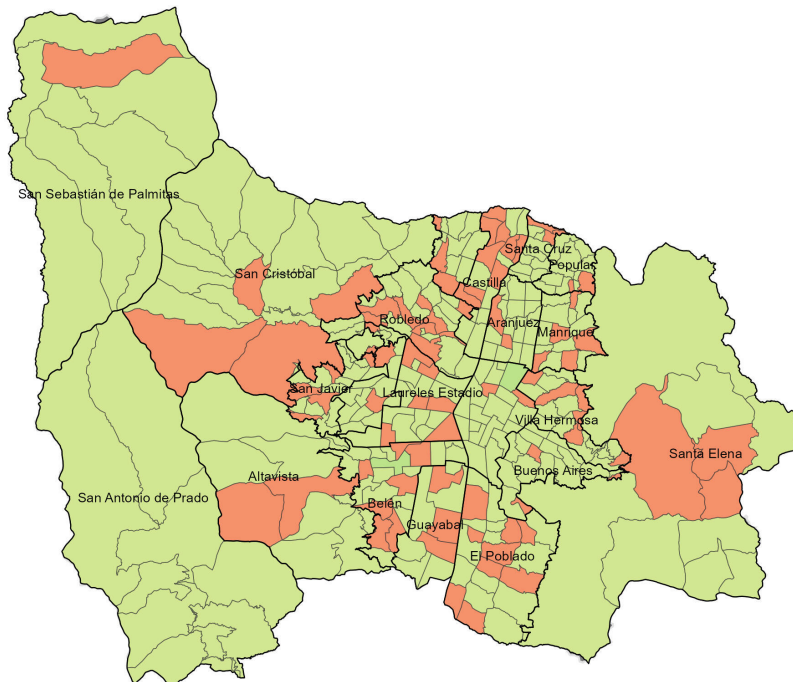 San Sebastián de Palmitas
Santa Cruz
Popular
San Cristóbal
Castilla
Robledo
Aranjuez
Manrique
San Javier
Laureles Estadio
Villa Hermosa
Santa Elena
Buenos Aires
Altavista
San Antonio de Prado
Belén
Guayabal
El Poblado